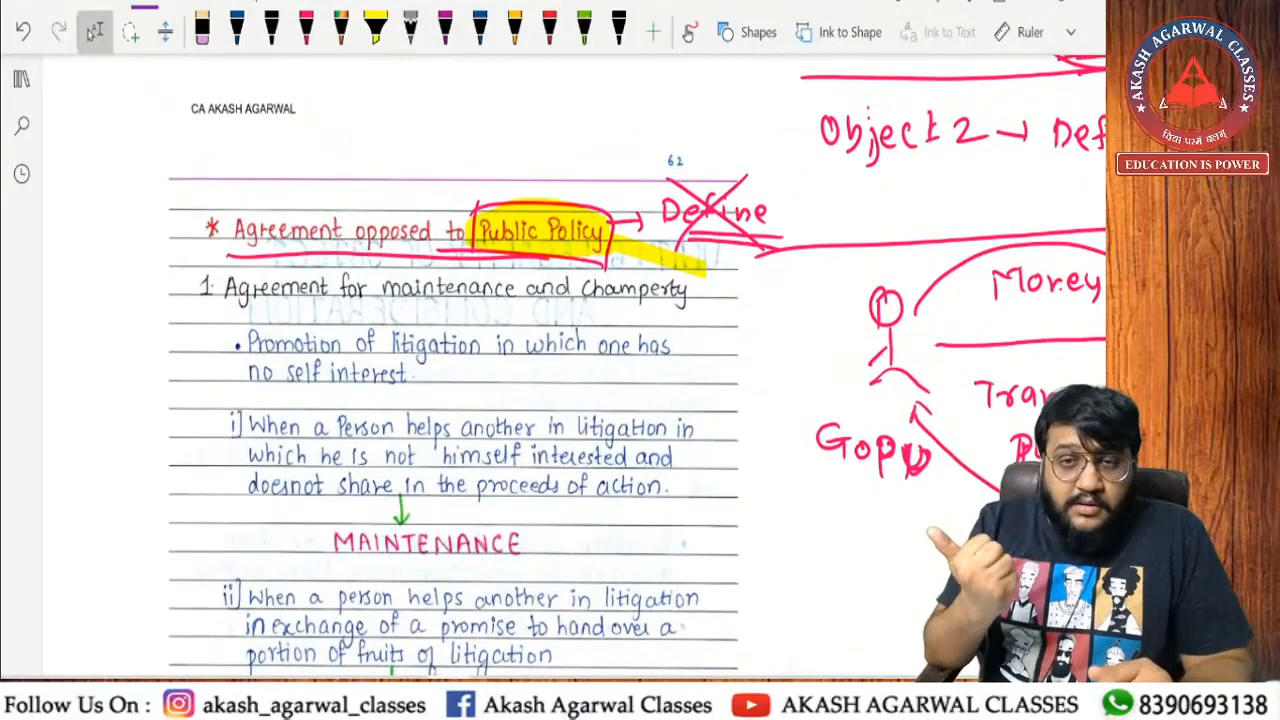 Shapes
Ink to Shape
Ink to Text
Ruler
CA AKASH AGARWAL
62
* Agreement opposed to Public Policy → Define
1. Agreement for maintenance and champerty
• Promotion of litigation in which one has
no self interest.
i] When a Person helps another in litigation in
which he is not himself interested and
doesnot share in the proceeds of action.
MAINTENANCE
ii] When a person helps another in litigation
in exchange of a promise to hand over a
portion of fruits of litigation
Object 2 → Def
Money
Tran
Gopu
AKASH AGARWAL CLASSES
विद्या परमं बलम्
EDUCATION IS POWER
Follow Us On : akash_agarwal_classes Akash Agarwal Classes AKASH AGARWAL CLASSES 8390693138